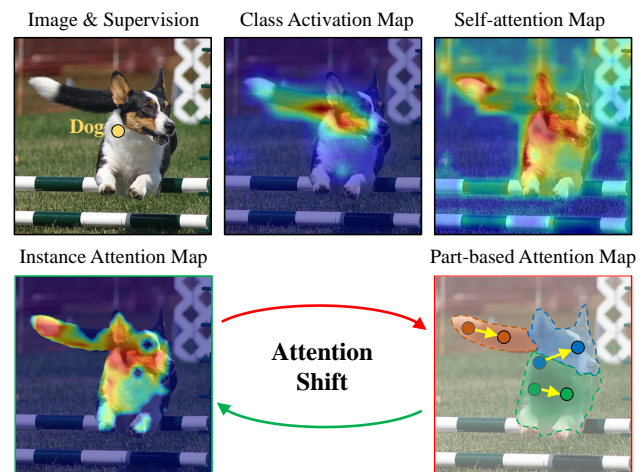 Image & Supervision
Class Activation Map
Self-attention Map
Dog
Instance Attention Map
Part-based Attention Map
Attention
Shift